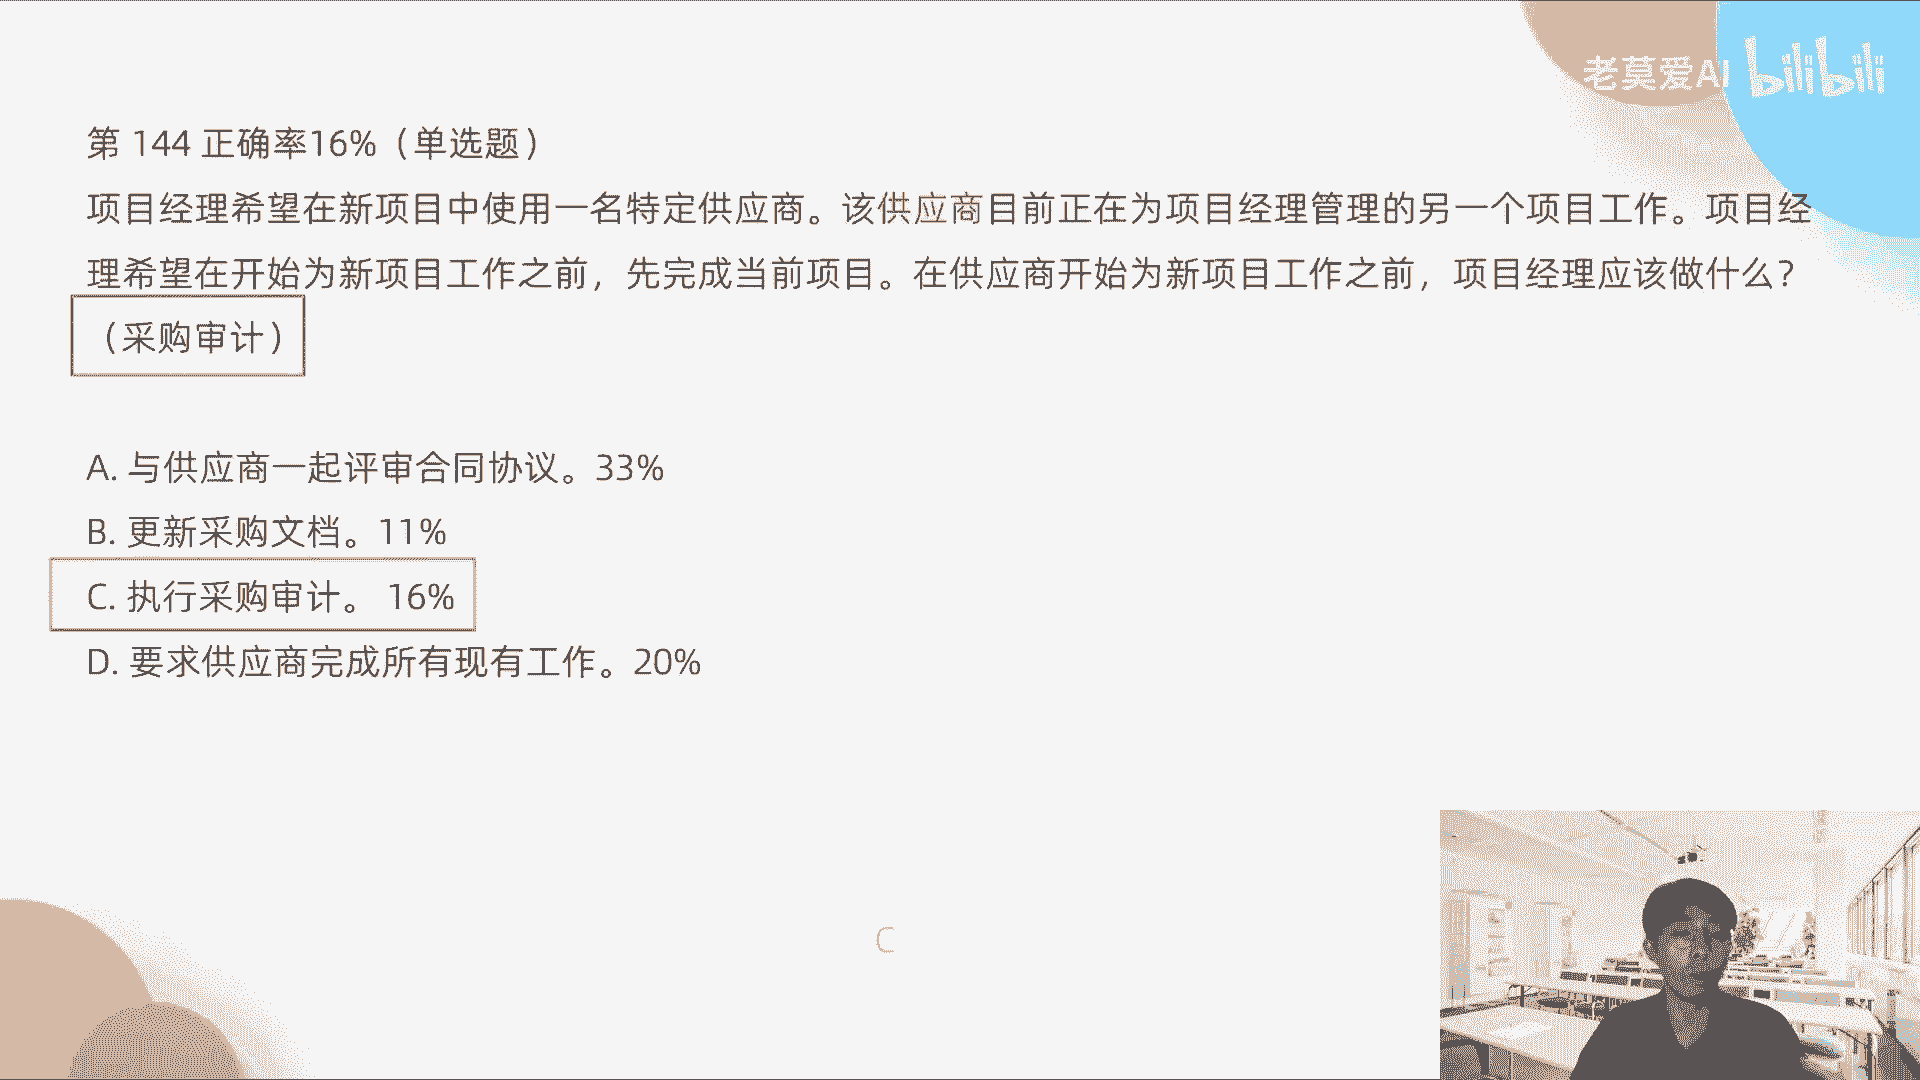 老莫爱AI bilibili
第 144 正确率16%（单选题）
项目经理希望在新项目中使用一名特定供应商。该供应商目前正在为项目经理管理的另一个项目工作。项目经
理希望在开始为新项目工作之前，先完成当前项目。在供应商开始为新项目工作之前，项目经理应该做什么？
（采购审计）
A. 与供应商一起评审合同协议。33%
B. 更新采购文档。11%
C. 执行采购审计。 16%
D. 要求供应商完成所有现有工作。20%
C